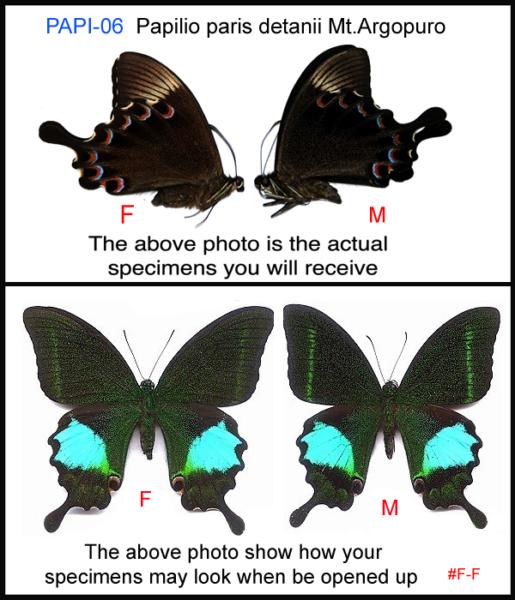 PAPI-06 Papilio paris detanii Mt.Argopuro
F
M
The above photo is the actual
specimens you will receive
F
M
The above photo show how your
specimens may look when be opened up
#F-F